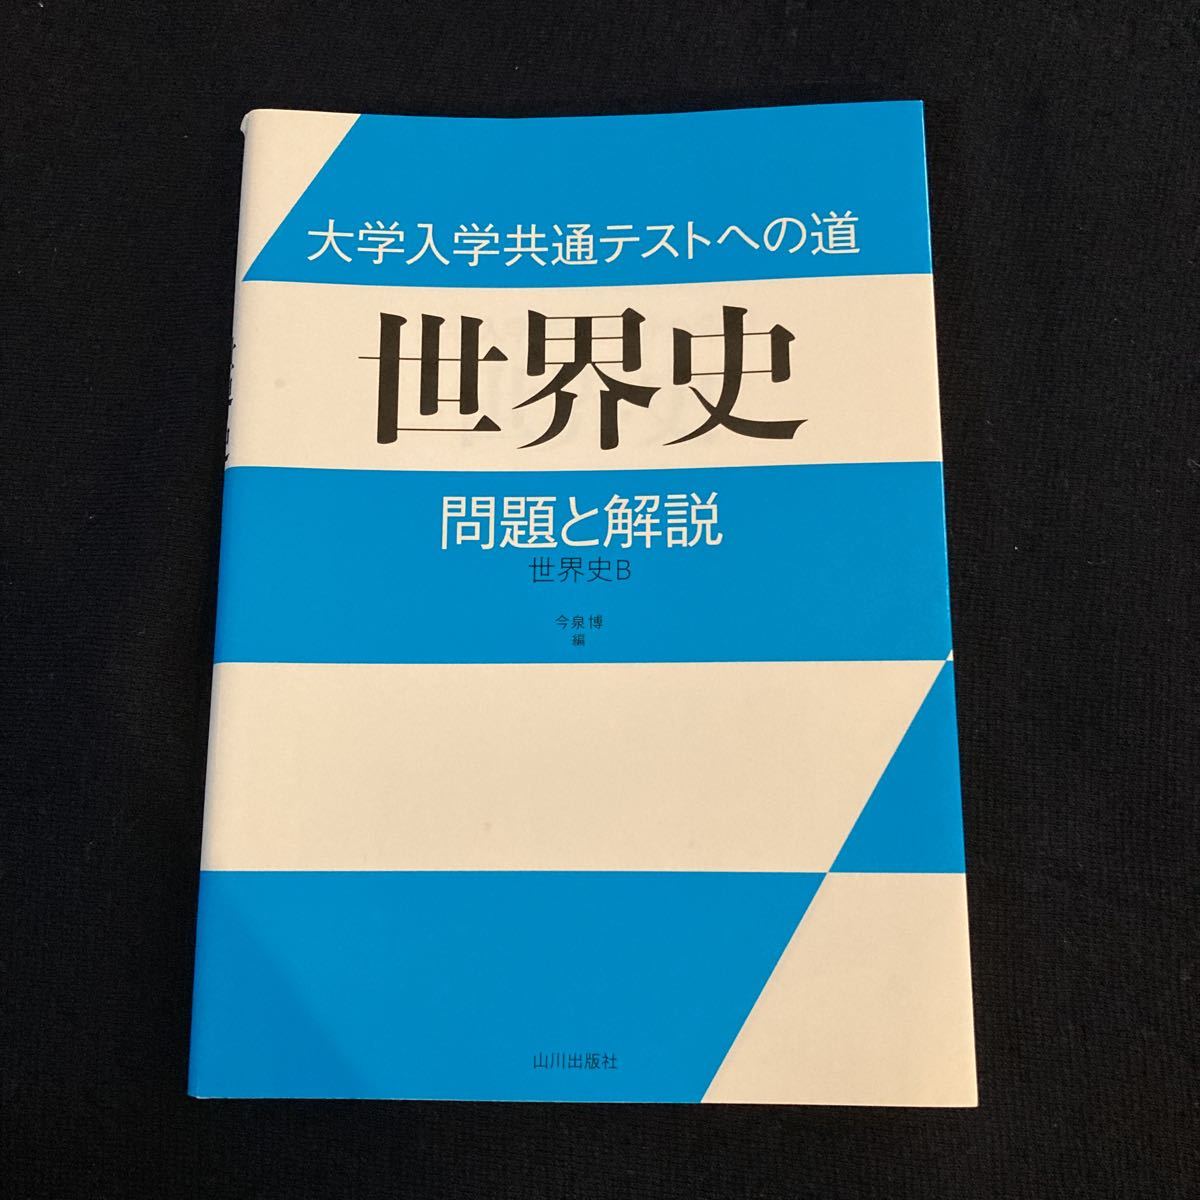 大学入学共通テストへの道
世界史
問題と解説
世界史B
今泉博
編
山川出版社